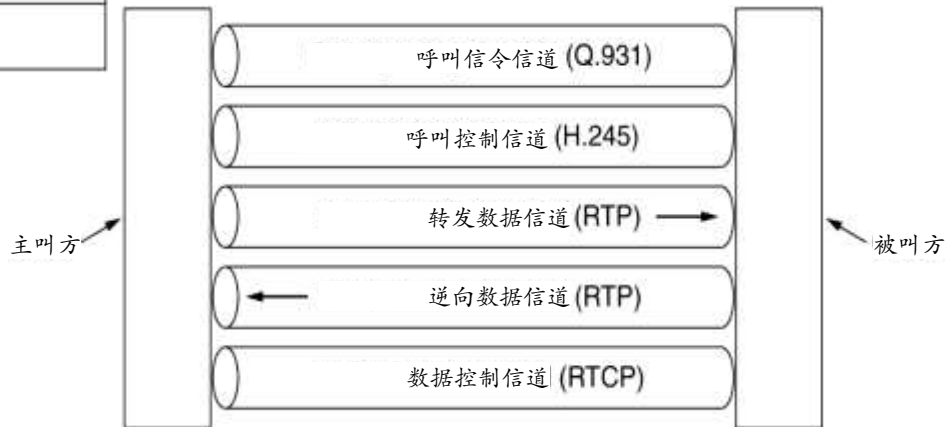 呼叫信令信道 (Q.931)
呼叫控制信道 (H.245)
转发数据信道 (RTP)
主叫方
被叫方
逆向数据信道 (RTP)
数据控制信道 (RTCP)